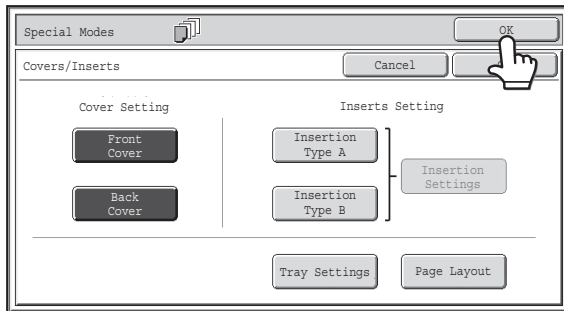 Special Modes
OK
Covers/Inserts
Cancel
Cover Setting
Inserts Setting
Front
Cover
Insertion
Type A
Insertion
Settings
Back
Cover
Insertion
Type B
Tray Settings
Page Layout